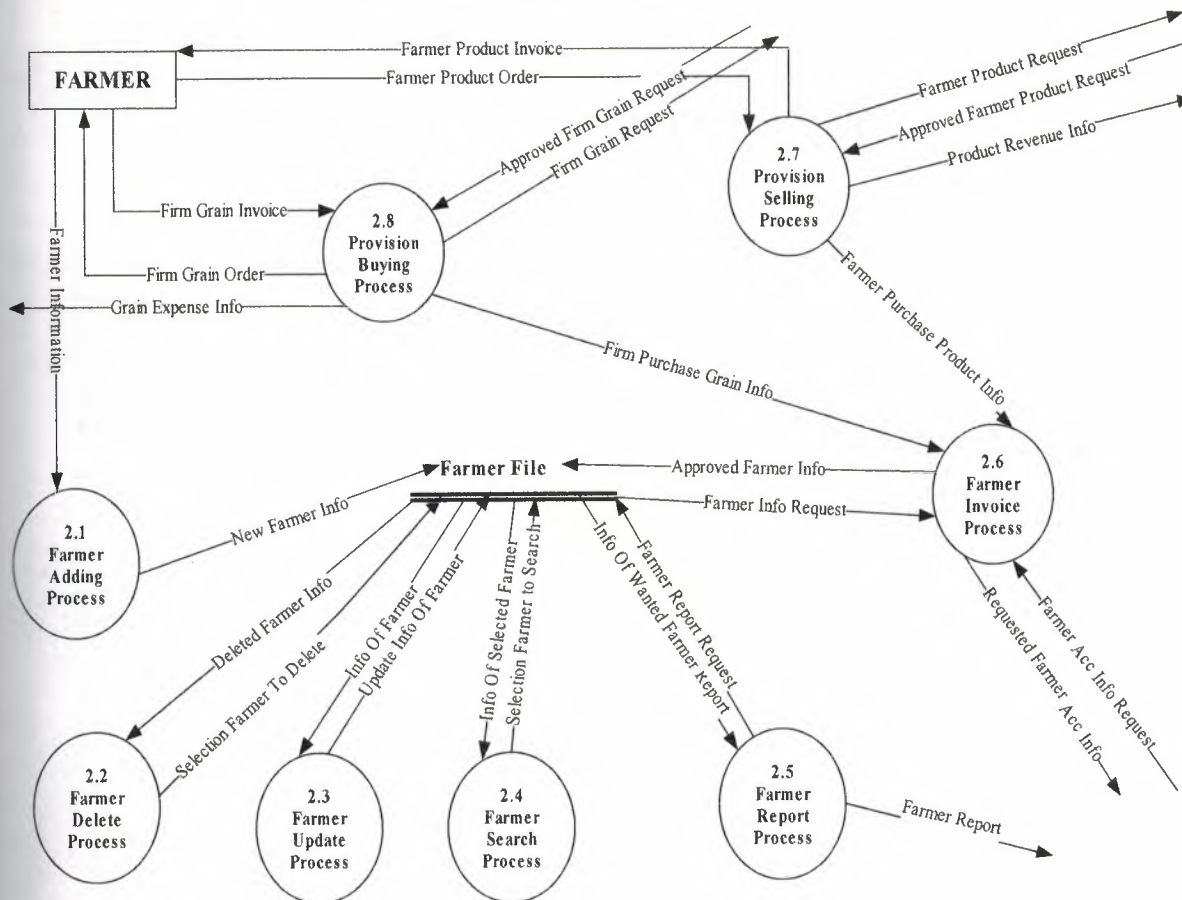 Farmer Product Invoice
FARMER
Farmer Product Order
Farmer Product Request
Approved Farmer Product Request
Product Revenue Info
Approved Firm Grain Request
Firm Grain Request
2.7
Provision
Selling
Process
Firm Grain Invoice
2.8
Provision
Buying
Process
Firm Grain Order
Grain Expense Info
Farmer Information
Farmer Purchase Product Info
Firm Purchase Grain Info
Farmer File
Approved Farmer Info
Farmer Info Request
2.6
Farmer
Invoice
Process
2.1
Farmer
Adding
Process
New Farmer Info
Deleted Farmer Info
Selection Farmer To Delete
Info Of Farmer
Update Info Of Farmer
Info Of Selected Farmer
Selection Farmer to Search
Info Of Wanted Farmer Report
Farmer Report Request
Requested Farmer Acc Info
Farmer Acc Info Request
2.2
Farmer
Delete
Process
2.3
Farmer
Update
Process
2.4
Farmer
Search
Process
2.5
Farmer
Report
Process
Farmer Report